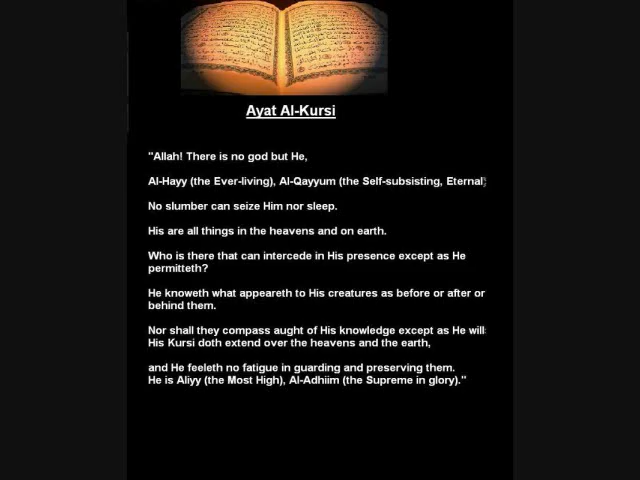 Ayat Al-Kursi
"Allah! There is no god but He,
Al-Hayy (the Ever-living), Al-Qayyum (the Self-subsisting, Eternal)
No slumber can seize Him nor sleep.
His are all things in the heavens and on earth.
Who is there that can intercede in His presence except as He
permitteth?
He knoweth what appeareth to His creatures as before or after or
behind them.
Nor shall they compass aught of His knowledge except as He will
His Kursi doth extend over the heavens and the earth,
and He feeleth no fatigue in guarding and preserving them.
He is Aliyy (the Most High), Al-Adhiim (the Supreme in glory)."